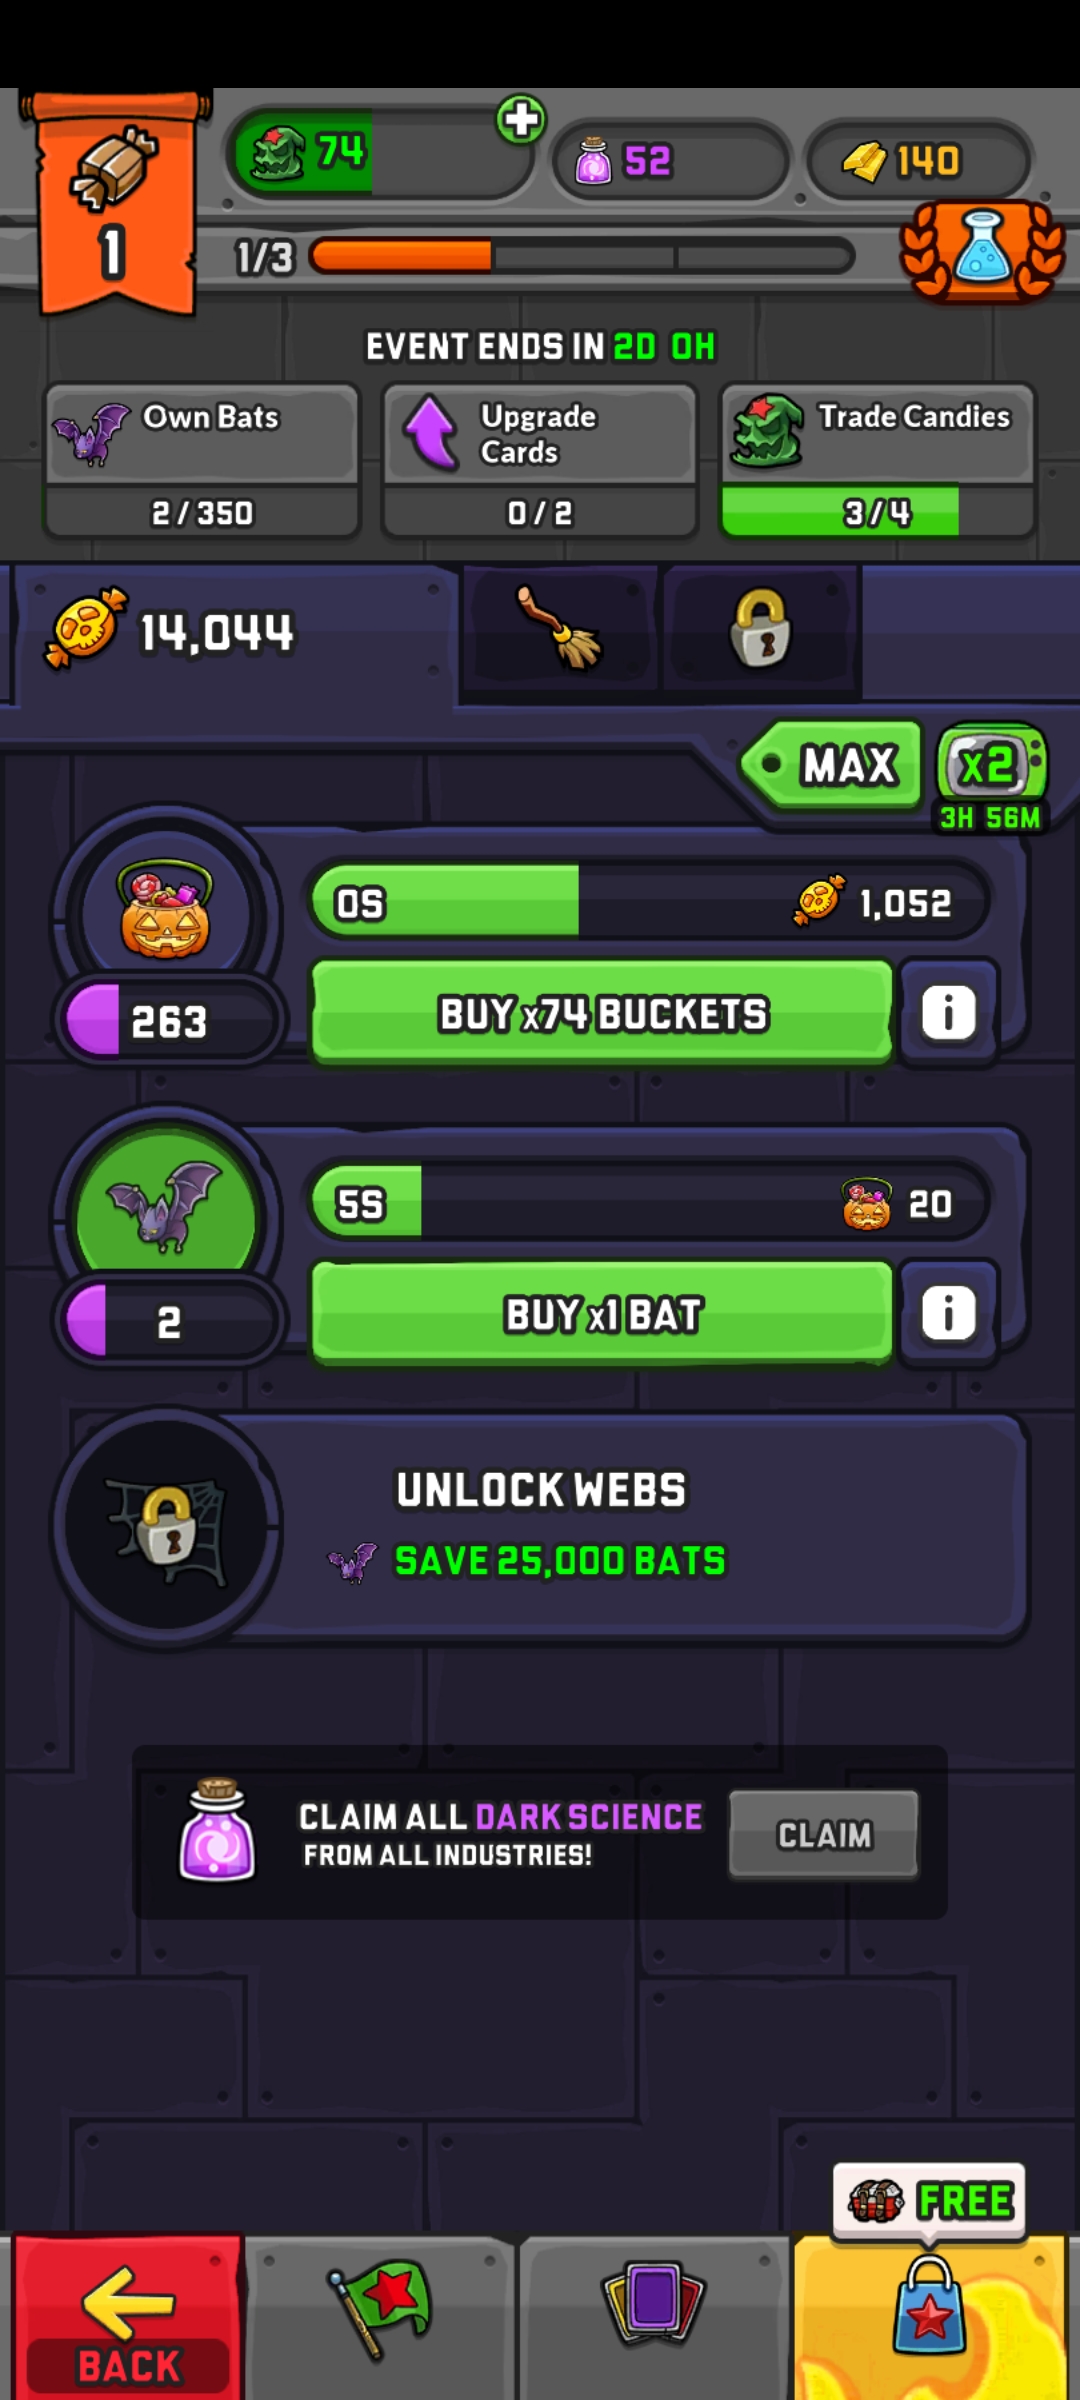 74
52
140
1
1/3
EVENT ENDS IN 2D 0H
Own Bats
2 / 350
Upgrade
Cards
0 / 2
Trade Candies
3 / 4
14,044
MAX
x2
3H 56M
0S
1,052
BUY x74 BUCKETS
i
263
5S
20
BUY x1 BAT
i
2
UNLOCK WEBS
SAVE 25,000 BATS
CLAIM ALL DARK SCIENCE
FROM ALL INDUSTRIES!
CLAIM
FREE
BACK